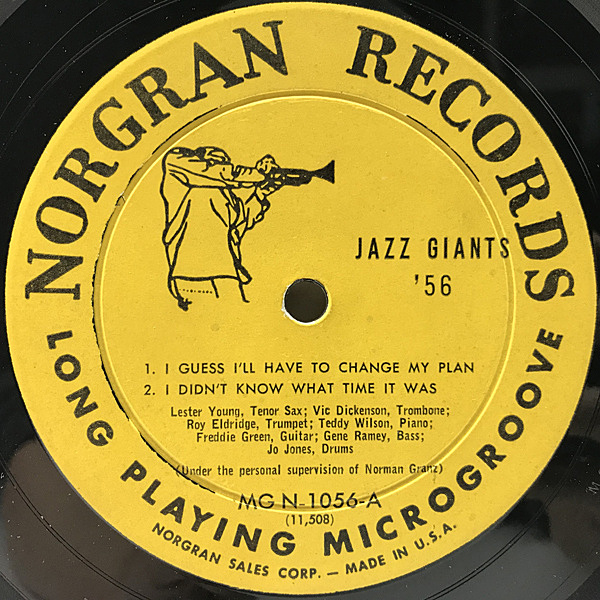 NORGRAN RECORDS
JAZZ GIANTS
'56
1. I GUESS I'LL HAVE TO CHANGE MY PLAN
2. I DIDN'T KNOW WHAT TIME IT WAS
Lester Young, Tenor Sax; Vic Dickenson, Trombone;
Roy Eldridge, Trumpet; Teddy Wilson, Piano;
Freddie Green, Guitar; Gene Ramey, Bass;
Jo Jones, Drums
(Under the personal supervision of Norman Granz)
MG N-1056-A
(11,508)
LONG PLAYING MICROGROOVE
NORGRAN SALES CORP. — MADE IN U.S.A.